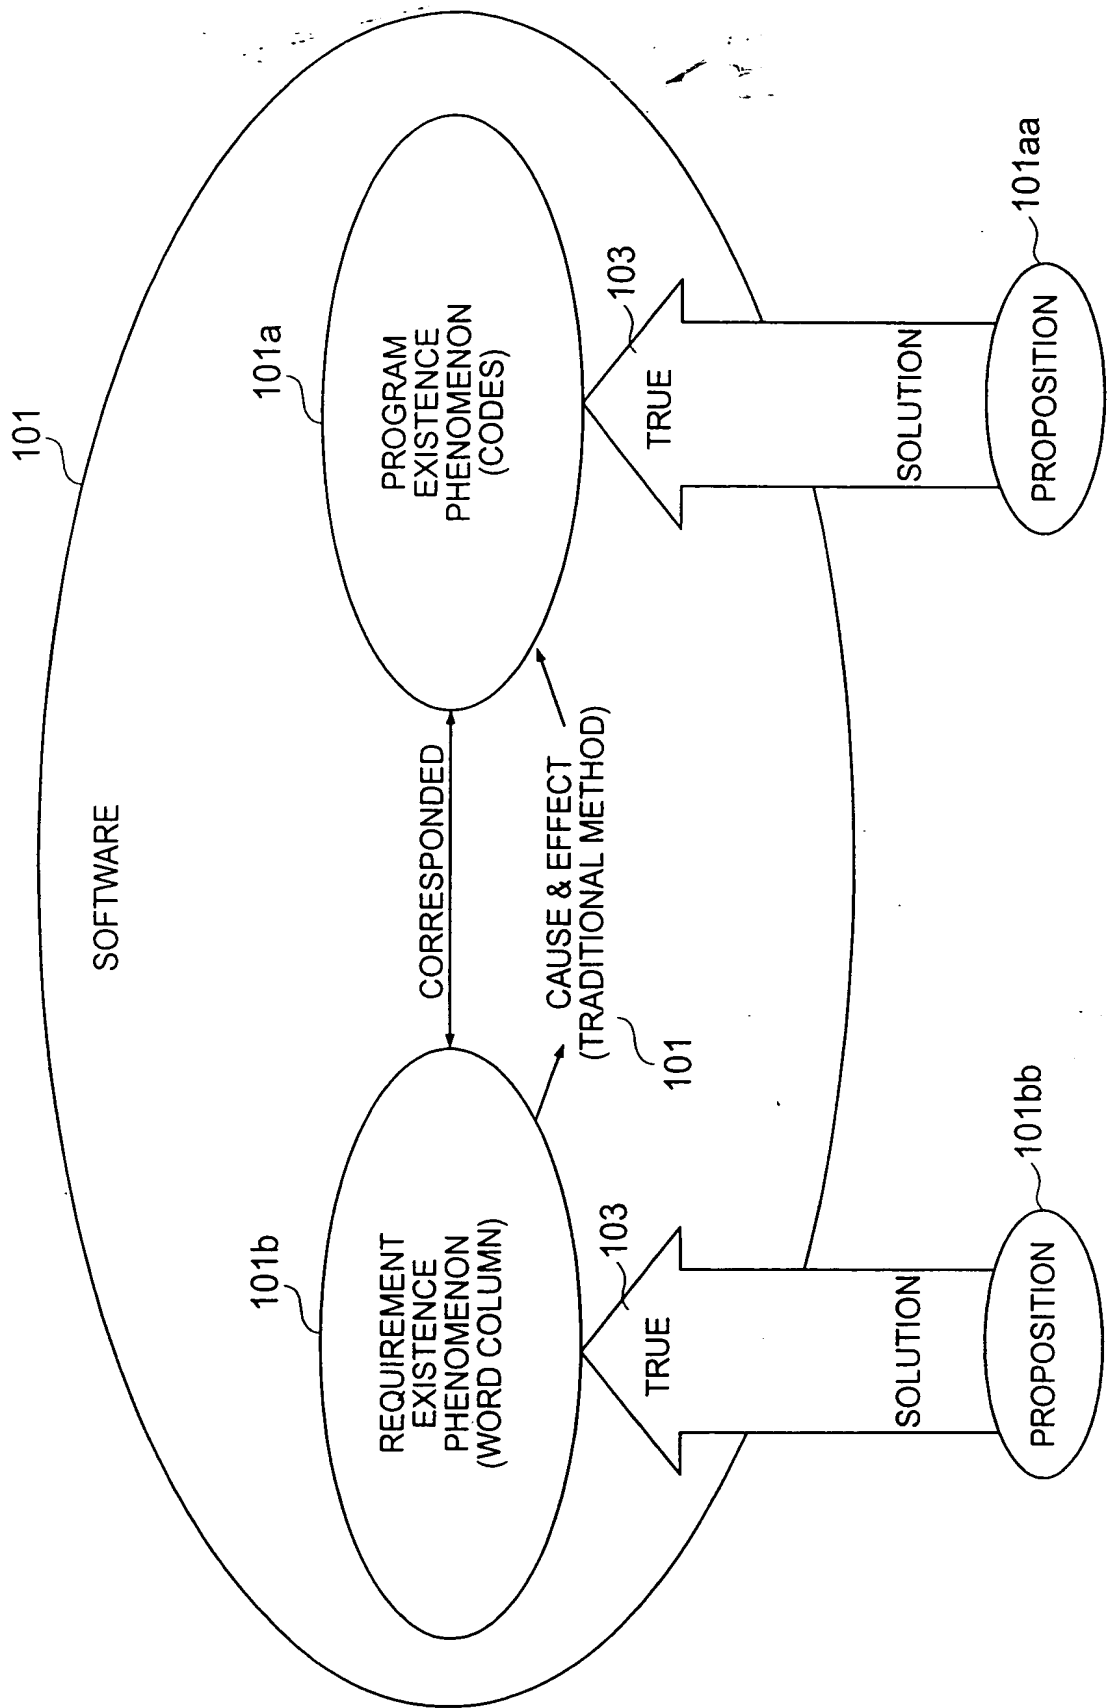 101
SOFTWARE
101b
REQUIREMENT
EXISTENCE
PHENOMENON
(WORD COLUMN)
CORRESPONDED
101a
PROGRAM
EXISTENCE
PHENOMENON
(CODES)
CAUSE & EFFECT
(TRADITIONAL METHOD)
101
103
TRUE
SOLUTION
101bb
PROPOSITION
103
TRUE
SOLUTION
101aa
PROPOSITION